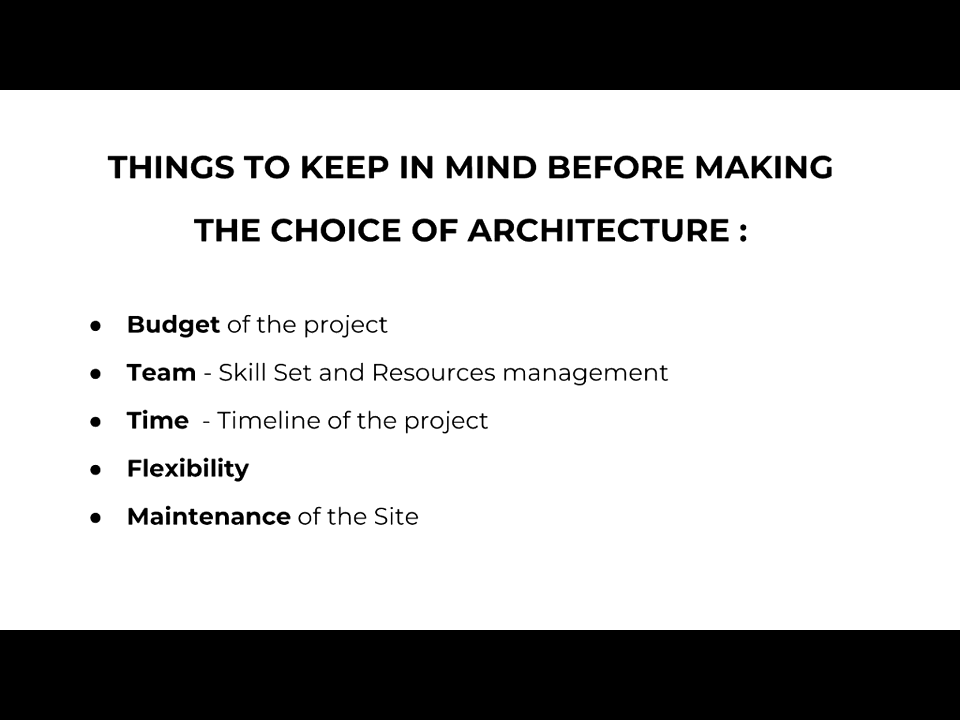 THINGS TO KEEP IN MIND BEFORE MAKING
THE CHOICE OF ARCHITECTURE :
● Budget of the project
● Team - Skill Set and Resources management
● Time - Timeline of the project
● Flexibility
● Maintenance of the Site